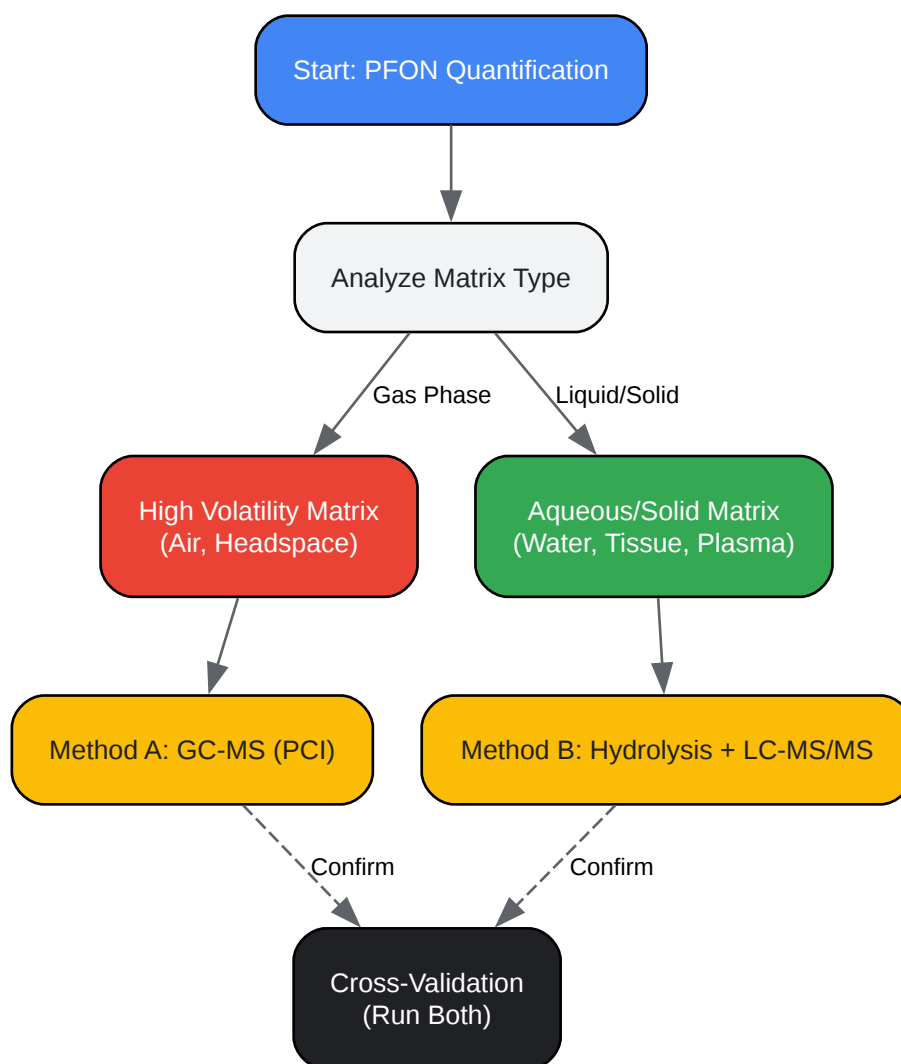 Start: PFON Quantification
Analyze Matrix Type
Gas Phase
Liquid/Solid
High Volatility Matrix
(Air, Headspace)
Aqueous/Solid Matrix
(Water, Tissue, Plasma)
Method A: GC-MS (PCI)
Method B: Hydrolysis + LC-MS/MS
Confirm
Confirm
Cross-Validation
(Run Both)